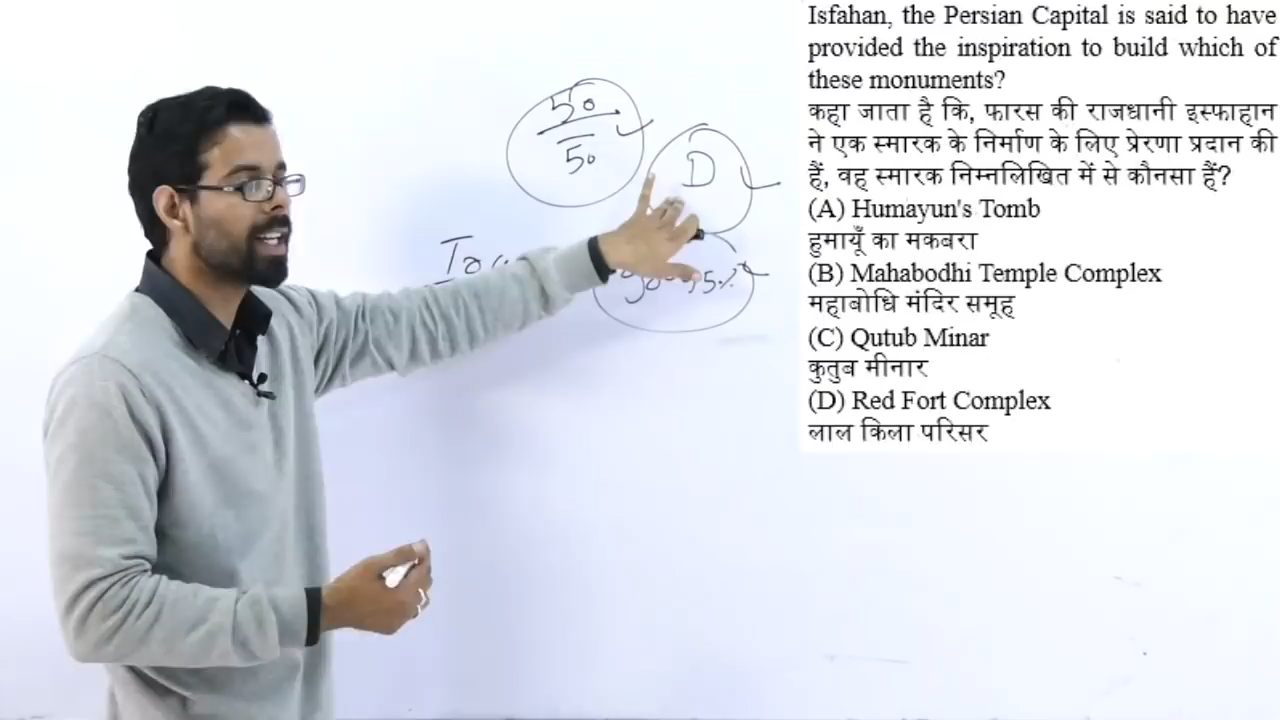 Isfahan, the Persian Capital is said to have
provided the inspiration to build which of
these monuments?
कहा जाता है कि, फारस की राजधानी इस्फाहान
ने एक स्मारक के निर्माण के लिए प्रेरणा प्रदान की
हैं, वह स्मारक निम्नलिखित में से कौनसा हैं?
(A) Humayun's Tomb
हुमायूँ का मकबरा
(B) Mahabodhi Temple Complex
महाबोधि मंदिर समूह
(C) Qutub Minar
कुतुब मीनार
(D) Red Fort Complex
लाल किला परिसर
50
50
D